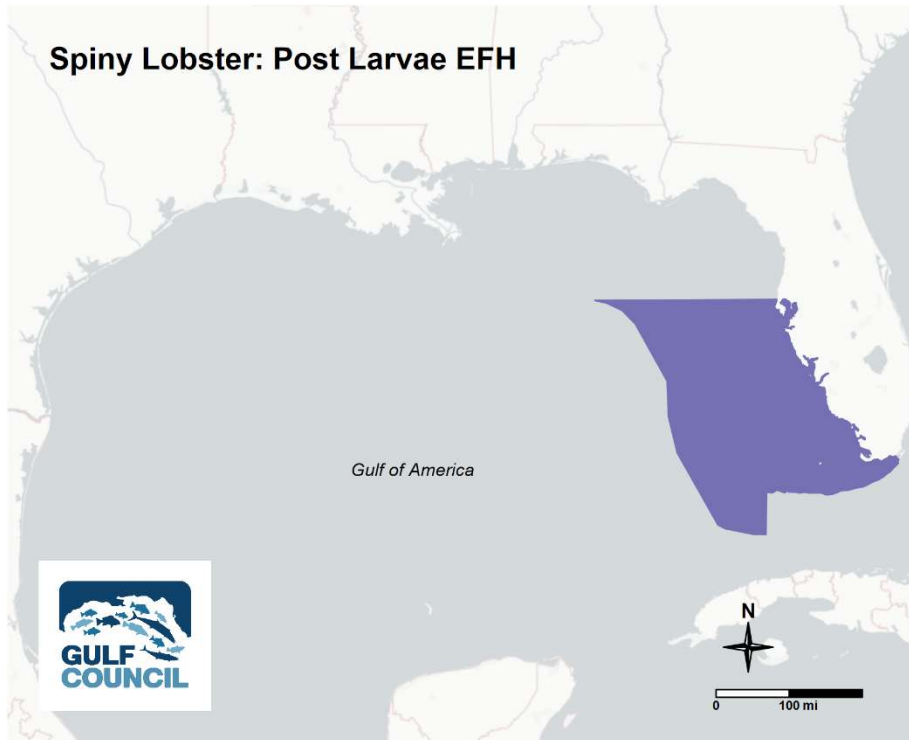 Spiny Lobster: Post Larvae EFH
Gulf of America
GULF
COUNCIL
N
0 100 mi